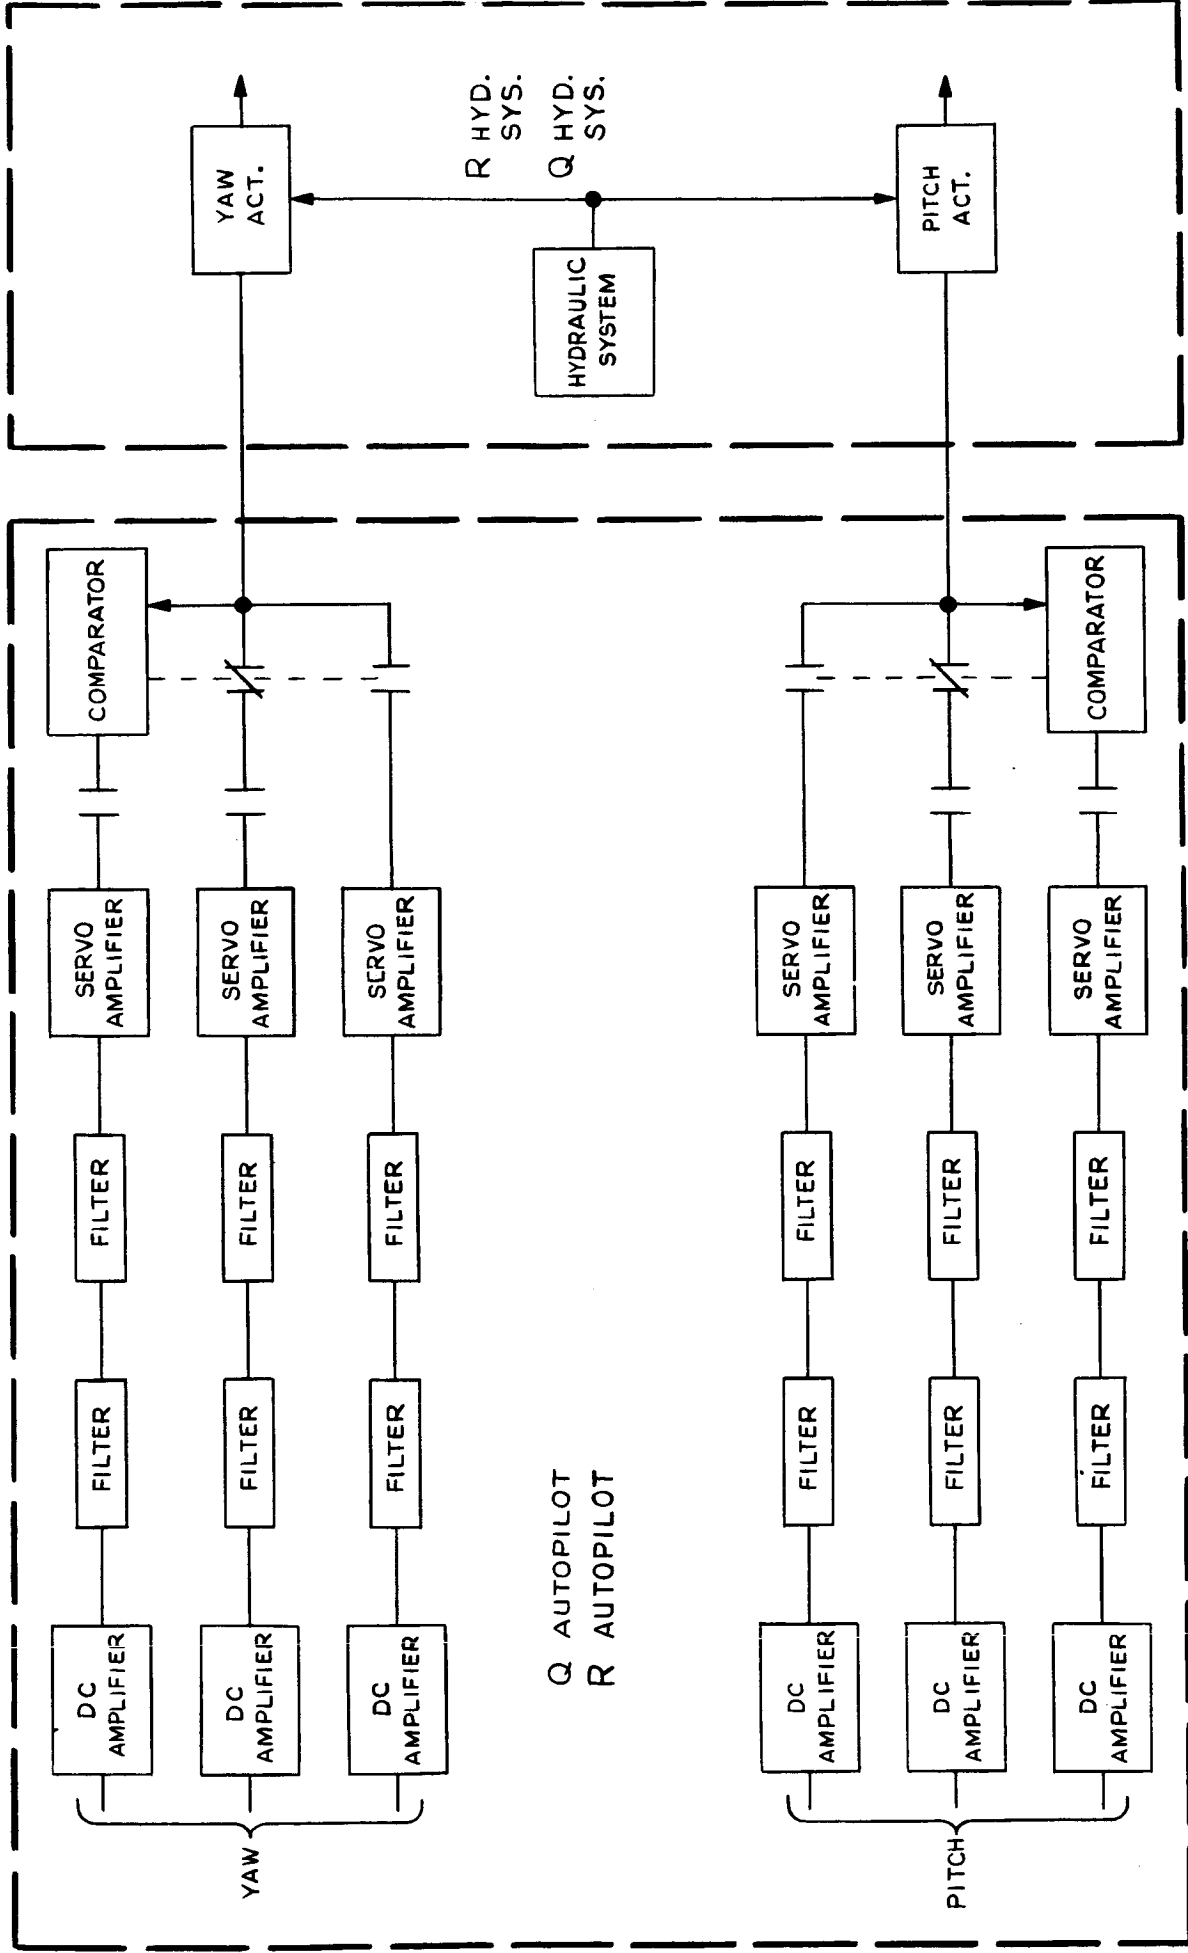 YAW
DC
AMPLIFIER
FILTER
FILTER
SERVO
AMPLIFIER
COMPARATOR
DC
AMPLIFIER
FILTER
FILTER
SERVO
AMPLIFIER
YAW
ACT.
DC
AMPLIFIER
FILTER
FILTER
SERVO
AMPLIFIER
R HYD.
SYS.
Q HYD.
SYS.
HYDRAULIC
SYSTEM
Q AUTOPILOT
R AUTOPILOT
PITCH
DC
AMPLIFIER
FILTER
FILTER
SERVO
AMPLIFIER
DC
AMPLIFIER
FILTER
FILTER
SERVO
AMPLIFIER
PITCH
ACT.
DC
AMPLIFIER
FILTER
FILTER
SERVO
AMPLIFIER
COMPARATOR